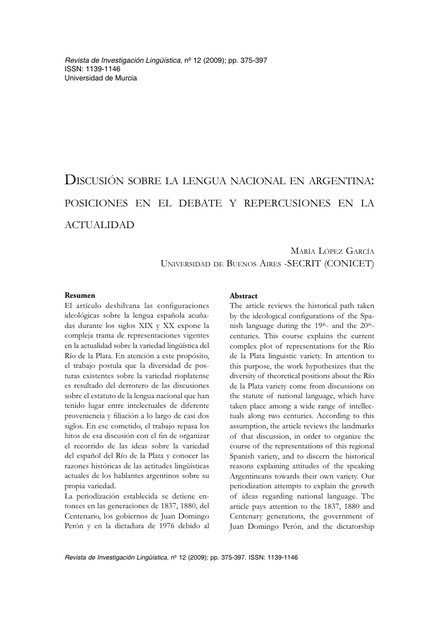 Revista de Investigación Lingüística, nº 12 (2009); pp. 375-397
ISSN: 1139-1146
Universidad de Murcia
Discusión sobre la lengua nacional en Argentina:
posiciones en el debate y repercusiones en la
actualidad
María López García
Universidad de Buenos Aires -SECRIT (CONICET)
Resumen
El artículo deshilvana las configuraciones
ideológicas sobre la lengua española acuña-
das durante los siglos XIX y XX expone la
compleja trama de representaciones vigentes
en la actualidad sobre la variedad lingüística del
Río de la Plata. En atención a este propósito,
el trabajo postula que la diversidad de pos-
turas existentes sobre la variedad rioplatense
es resultado del derrotero de las discusiones
sobre el estatuto de la lengua nacional que han
tenido lugar entre intelectuales de diferente
proveniencia y filiación a lo largo de casi dos
siglos. En ese cometido, el trabajo repasa los
hitos de esa discusión con el fin de organizar
el recorrido de las ideas sobre la variedad
del español del Río de la Plata y conocer las
razones históricas de las actitudes lingüísticas
actuales de los hablantes argentinos sobre su
propia variedad.
La periodización establecida se detiene en-
tonces en las generaciones de 1837, 1880, del
Centenario, los gobiernos de Juan Domingo
Perón y en la dictadura de 1976 debido al
Abstract
The article reviews the historical path taken
by the ideological configurations of the Spa-
nish language during the 19th- and the 20th-
centuries. This course explains the current
complex plot of representations for the Río
de la Plata linguistic variety. In attention to
this purpose, the work hypothesizes that the
diversity of theoretical positions about the Río
de la Plata variety come from discussions on
the statute of national language, which have
taken place among a wide range of intellec-
tuals along two centuries. According to this
assumption, the article reviews the landmarks
of that discussion, in order to organize the
course of the representations of this regional
Spanish variety, and to discern the historical
reasons explaining attitudes of the speaking
Argentineans towards their own variety. Our
periodization attempts to explain the growth
of ideas regarding national language. The
article pays attention to the 1837, 1880 and
Centenary generations, the government of
Juan Domingo Perón, and the dictatorship
Revista de Investigación Lingüística, nº 12 (2009); pp. 375-397. ISSN: 1139-1146